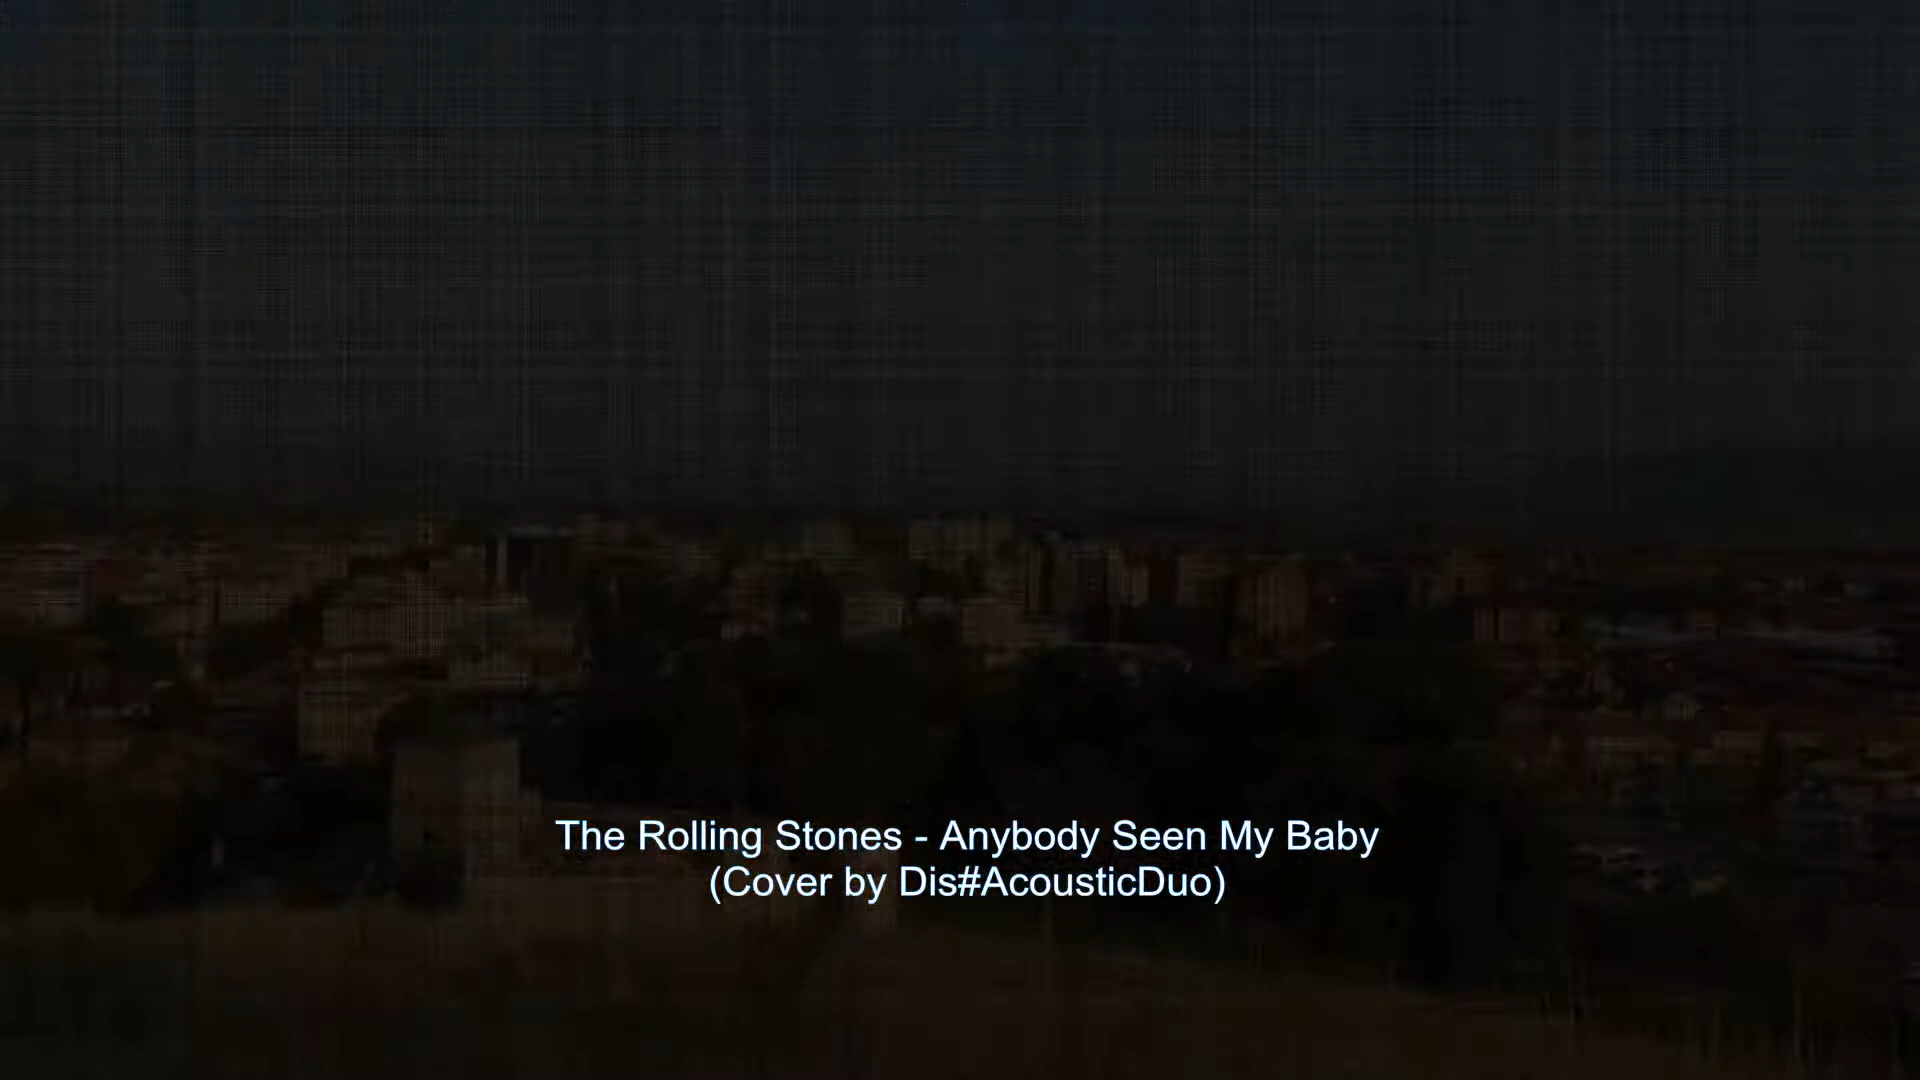 The Rolling Stones - Anybody Seen My Baby
(Cover by Dis#AcousticDuo)